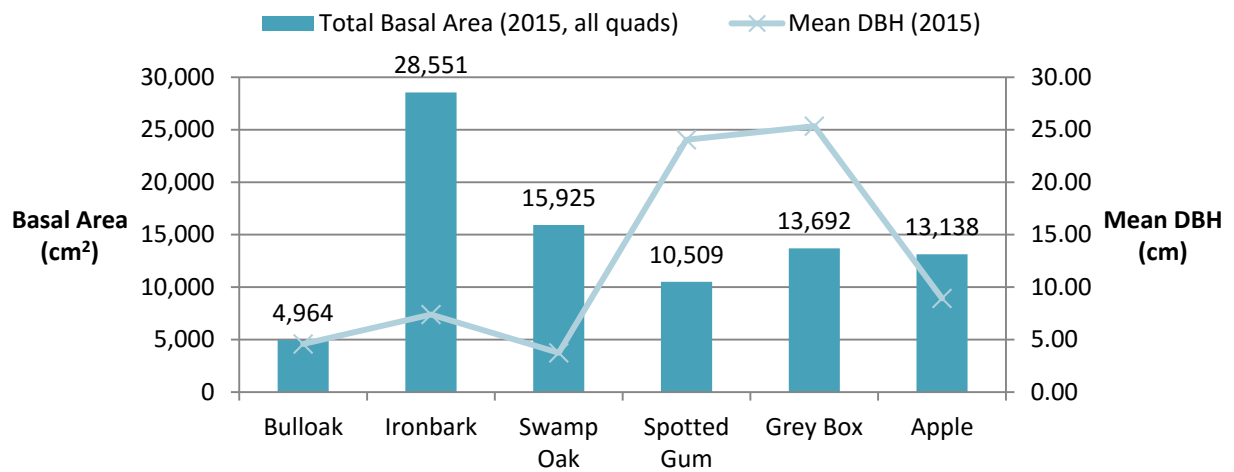 Total Basal Area (2015, all quads) Mean DBH (2015)
28,551
30,000 30.00
25,000 25.00
20,000 20.00
15,925
Basal Area
(cm²)
15,000 13,692 13,138 15.00
Mean DBH
(cm)
10,509
10,000 10.00
4,964
5,000 5.00
0 0.00
Bulloak Ironbark Swamp Oak Spotted Gum Grey Box Apple